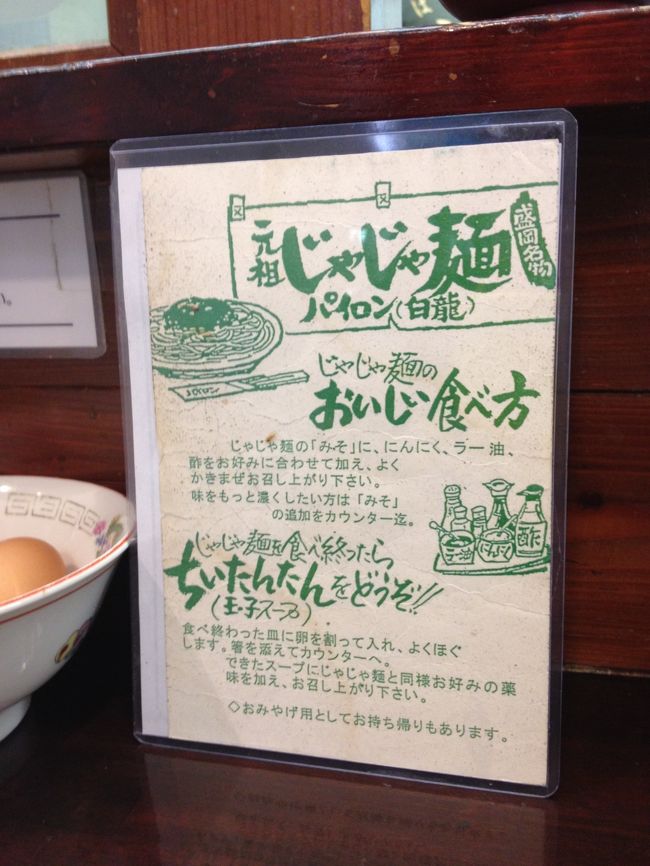 元祖
じゃじゃ麺
盛岡名物
パイロン(白龍)
じゃじゃ麺の
おいしい食べ方
じゃじゃ麺の「みそ」に、にんにく、ラー油、
酢をお好みに合わせて加え、よく
かきまぜお召し上がり下さい。
味をもっと濃くしたい方は「みそ」
の追加をカウンター迄。
ラー油
にんにく
酢
じゃじゃ麺を食べ終ったら
ちいたんたんをどうぞ!!
(玉子スープ)
食べ終わった皿に卵を割って入れ、よくほぐ
します。箸を添えてカウンターへ。
できたスープにじゃじゃ麺と同様お好みの薬
味を加え、お召し上がり下さい。
◇おみやげ用としてお持ち帰りもあります。
い。